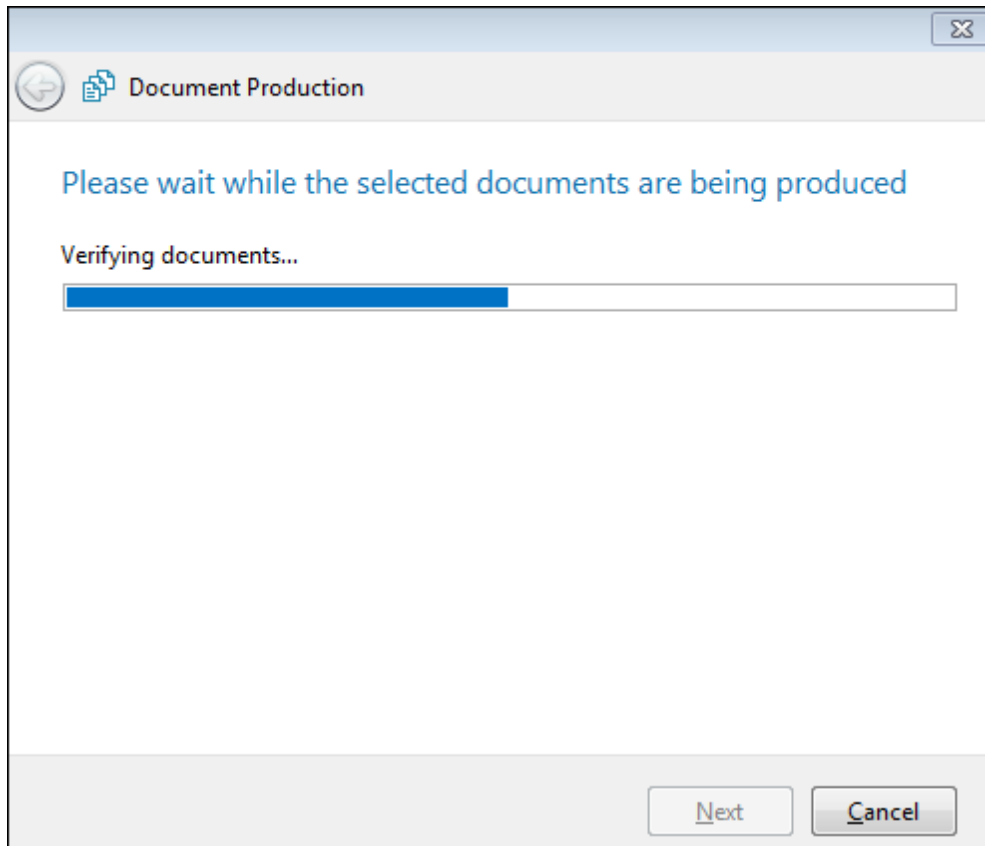 Document Production
Please wait while the selected documents are being produced
Verifying documents...
Next
Cancel